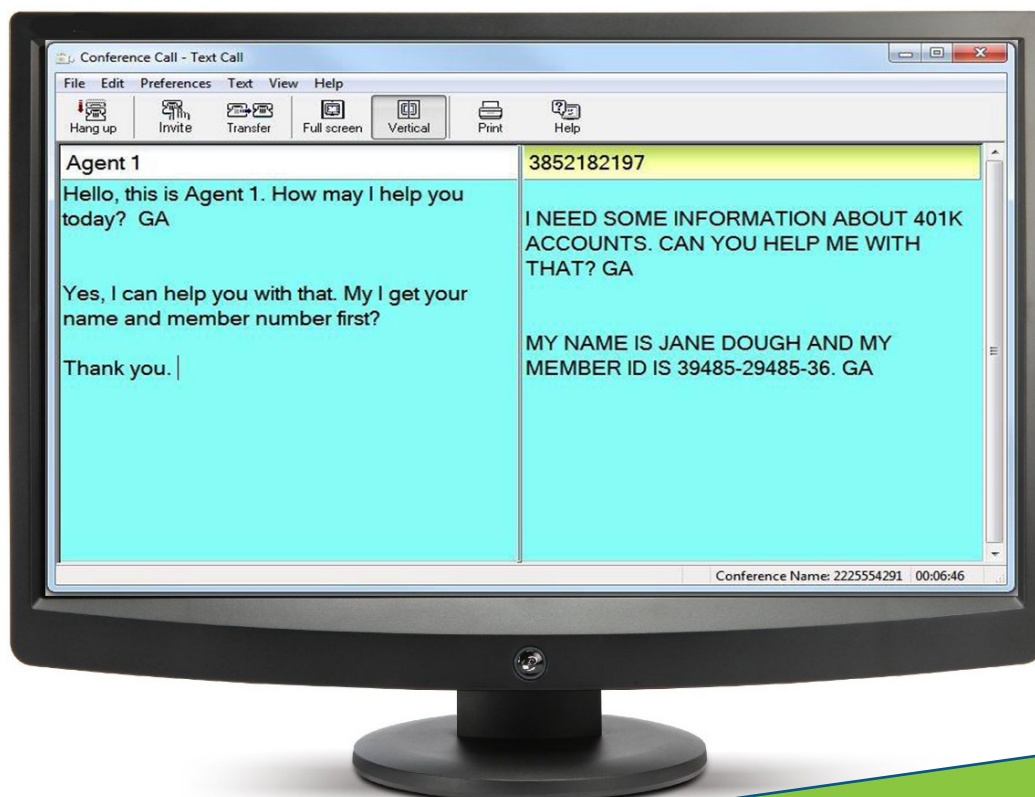 Conference Call - Text Call
File Edit Preferences Text View Help
Hang up Invite Transfer Full screen Vertical Print Help
Agent 1
Hello, this is Agent 1. How may I help you
today? GA
Yes, I can help you with that. My I get your
name and member number first?
Thank you.
3852182197
I NEED SOME INFORMATION ABOUT 401K
ACCOUNTS. CAN YOU HELP ME WITH
THAT? GA
MY NAME IS JANE DOUGH AND MY
MEMBER ID IS 39485-29485-36. GA
Conference Name: 2225554291 00:06:46